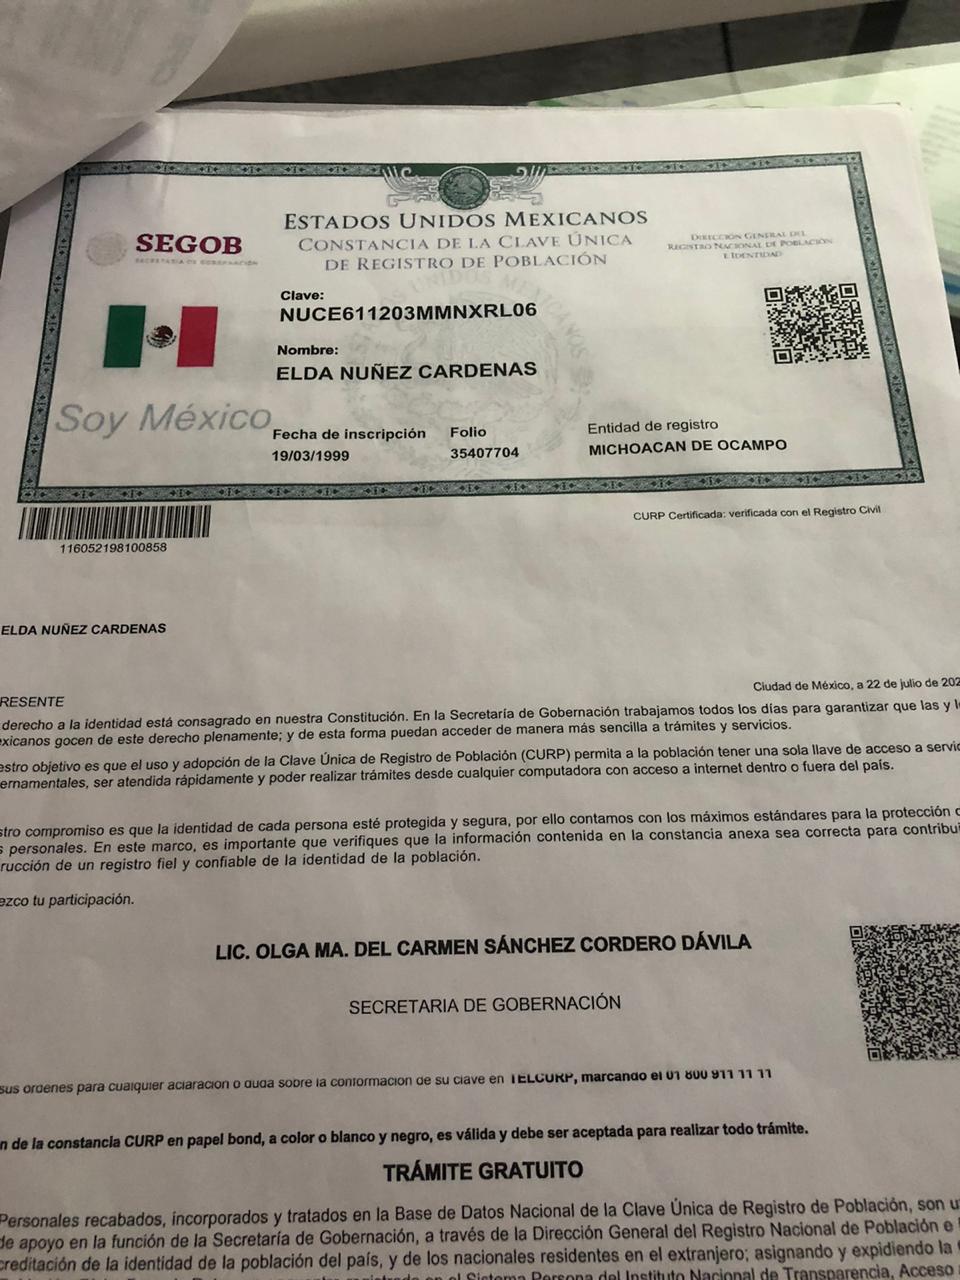 ESTADOS UNIDOS MEXICANOS
CONSTANCIA DE LA CLAVE ÚNICA
DE REGISTRO DE POBLACIÓN
SEGOB
SECRETARÍA DE GOBERNACIÓN
DIRECCIÓN GENERAL DEL
REGISTRO NACIONAL DE POBLACIÓN
E IDENTIDAD
Clave:
NUCE611203MMNXRL06
Nombre:
ELDA NUÑEZ CARDENAS
Soy México
Fecha de inscripción
19/03/1999
Folio
35407704
Entidad de registro
MICHOACAN DE OCAMPO
116052198100858
CURP Certificada: verificada con el Registro Civil
ELDA NUÑEZ CARDENAS
Ciudad de México, a 22 de julio de 202
RESENTE
derecho a la identidad está consagrado en nuestra Constitución. En la Secretaría de Gobernación trabajamos todos los días para garantizar que las y l
exicanos gocen de este derecho plenamente; y de esta forma puedan acceder de manera más sencilla a trámites y servicios.
estro objetivo es que el uso y adopción de la Clave Única de Registro de Población (CURP) permita a la población tener una sola llave de acceso a servic
ernamentales, ser atendida rápidamente y poder realizar trámites desde cualquier computadora con acceso a internet dentro o fuera del país.
stro compromiso es que la identidad de cada persona esté protegida y segura, por ello contamos con los máximos estándares para la protección d
s personales. En este marco, es importante que verifiques que la información contenida en la constancia anexa sea correcta para contribui
rucción de un registro fiel y confiable de la identidad de la población.
ezco tu participación.
LIC. OLGA MA. DEL CARMEN SÁNCHEZ CORDERO DÁVILA
SECRETARIA DE GOBERNACIÓN
sus órdenes para cualquier aclaración o duda sobre la conformación de su clave en TELCURP, marcando el 01 800 911 11 11
n de la constancia CURP en papel bond, a color o blanco y negro, es válida y debe ser aceptada para realizar todo trámite.
TRÁMITE GRATUITO
Personales recabados, incorporados y tratados en la Base de Datos Nacional de la Clave Única de Registro de Población, son u
de apoyo en la función de la Secretaría de Gobernación, a través de la Dirección General del Registro Nacional de Población e
creditación de la identidad de la población del país, y de los nacionales residentes en el extranjero; asignando y expidiendo la
el Sistema Persona del Instituto Nacional de Transparencia, Acceso